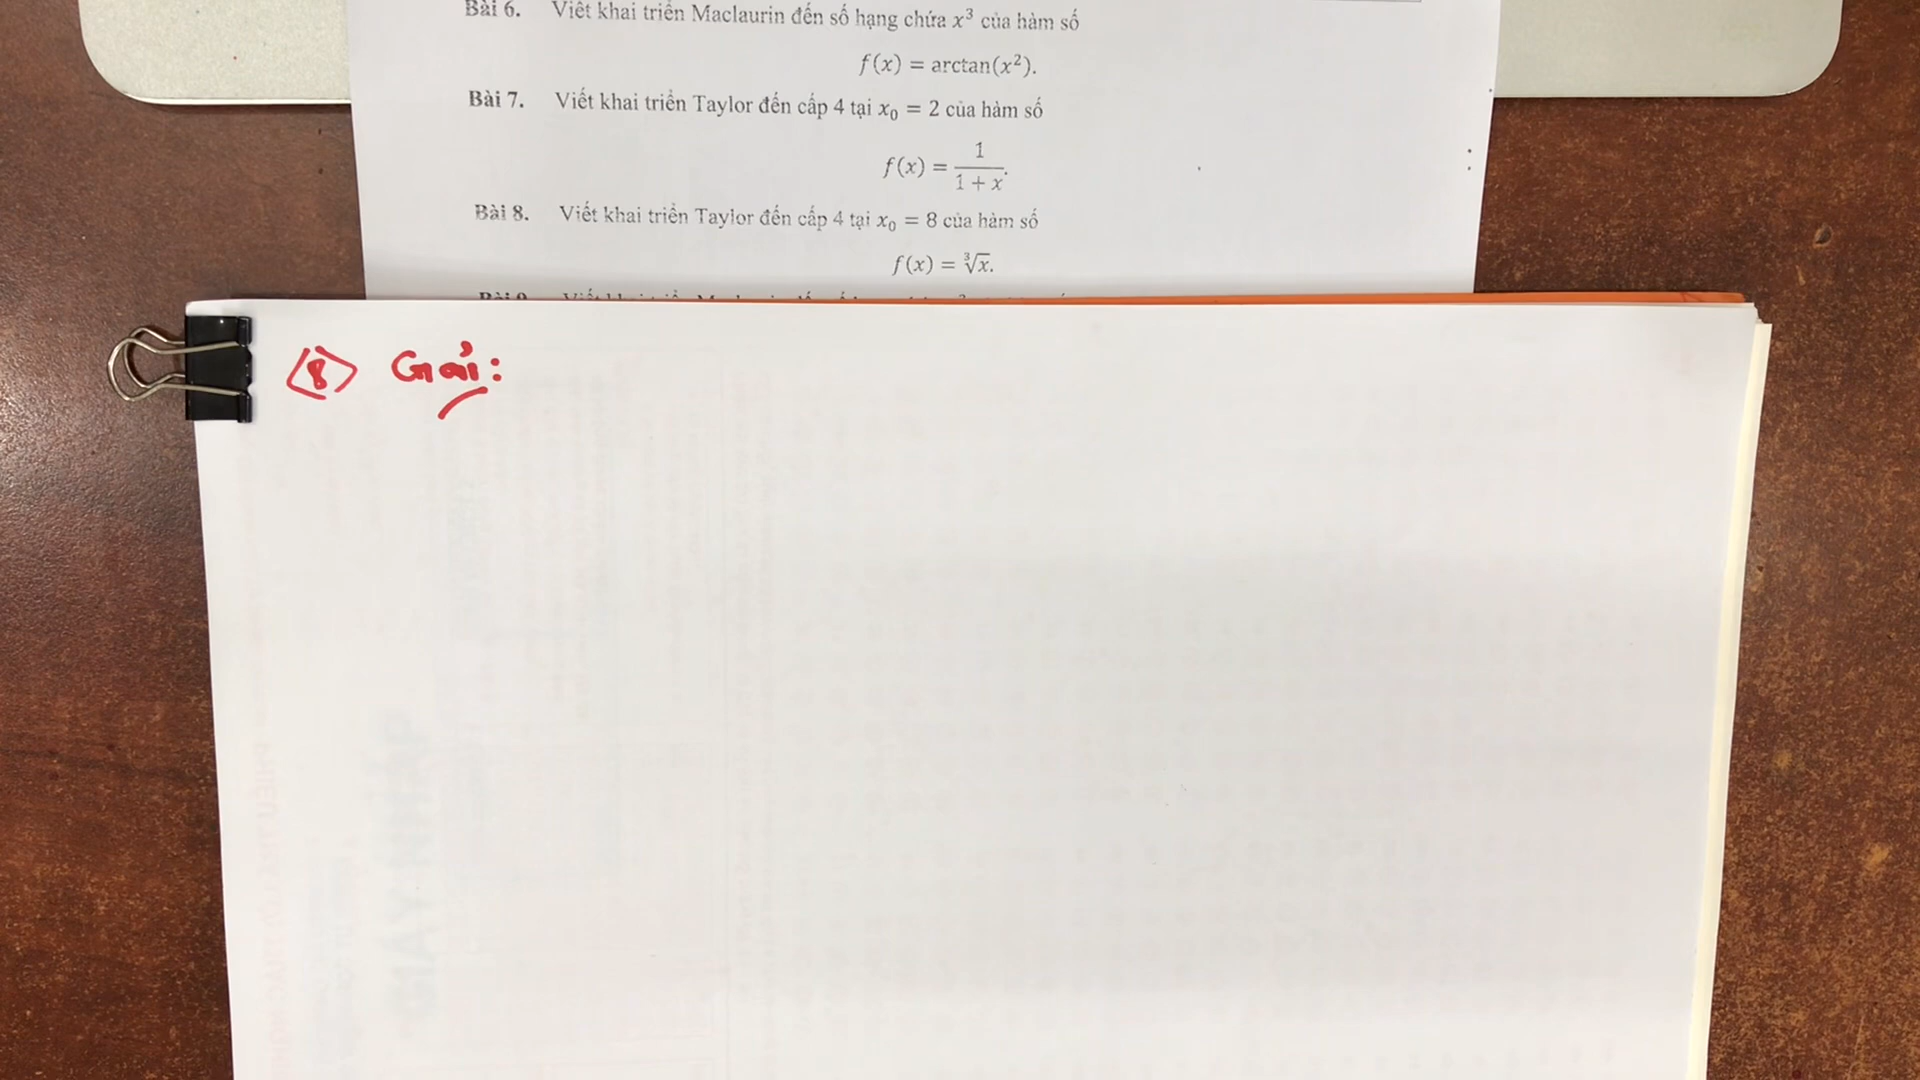 Bài 6. Viết khai triển Maclaurin đến số hạng chứa x³ của hàm số
f(x) = arctan(x²).
Bài 7. Viết khai triển Taylor đến cấp 4 tại x₀ = 2 của hàm số
f(x) = 1/(1 + x).
Bài 8. Viết khai triển Taylor đến cấp 4 tại x₀ = 8 của hàm số
f(x) = ∛x.
⟨8⟩ Giải: